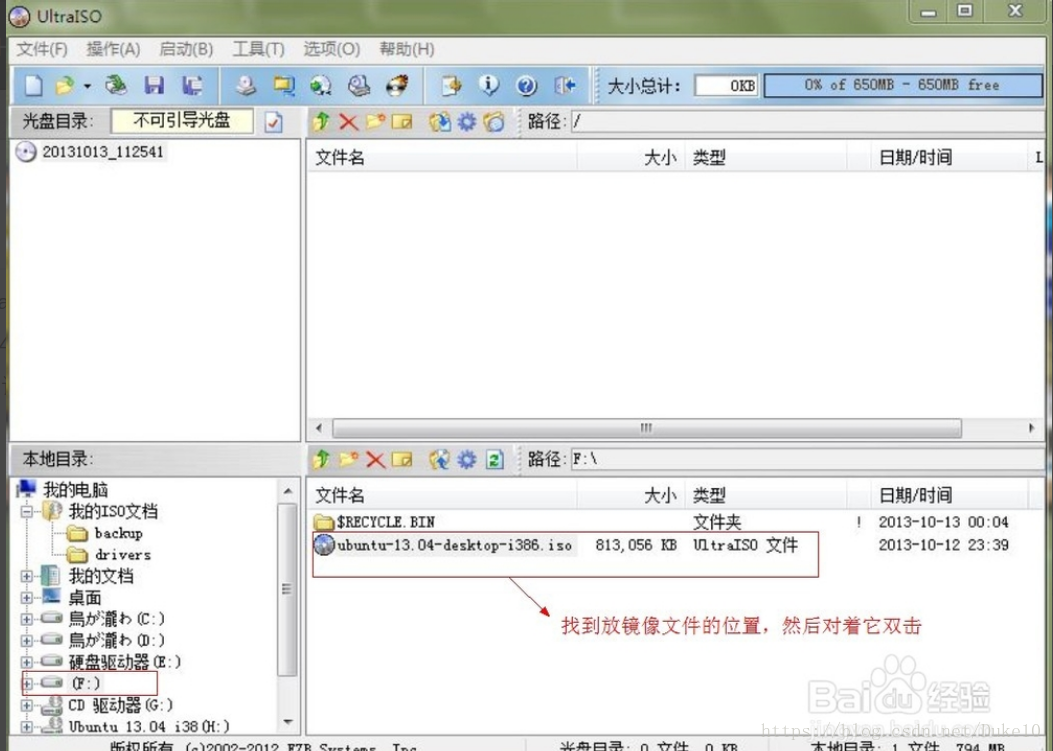 UltraISO
文件(F) 操作(A) 启动(B) 工具(T) 选项(O) 帮助(H)
大小总计: 0KB 0% of 650MB - 650MB free
光盘目录: 不可引导光盘 路径: /
20131013_112541
文件名 大小 类型 日期/时间 L
本地目录: 路径: F:\
我的电脑
我的ISO文档
backup
drivers
我的文档
桌面
鳥が瀧わ(C:)
鳥が瀧わ(D:)
硬盘驱动器(E:)
(F:)
CD 驱动器(G:)
Ubuntu 13.04 i38(H:)
文件名 大小 类型 日期/时间
$RECYCLE.BIN 文件夹 ! 2013-10-13 00:04
ubuntu-13.04-desktop-i386.iso 813,056 KB UltraISO 文件 2013-10-12 23:39
找到放镜像文件的位置，然后对着它双击
Baidu 经验
https://blog.csdn.net/Duke10
版权所有 (c)2002-2012 EZB Systems, Inc 光盘目录: 0 文件, 0 KB 本地目录: 1 文件, 794 MB